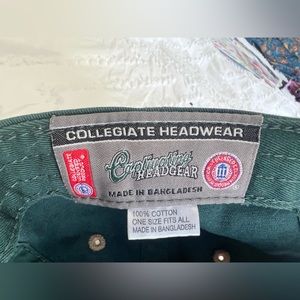 COLLEGIATE HEADWEAR
Captivating
HEADGEAR
MADE IN BANGLADESH
100% COTTON
ONE SIZE FITS ALL
MADE IN BANGLADESH